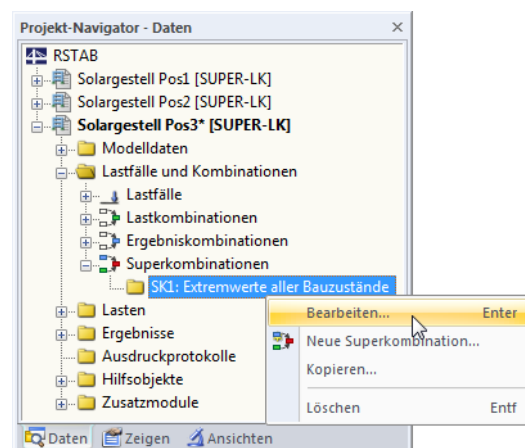 Projekt-Navigator - Daten
RSTAB
Solargestell Pos1 [SUPER-LK]
Solargestell Pos2 [SUPER-LK]
Solargestell Pos3* [SUPER-LK]
Modelldaten
Lastfälle und Kombinationen
Lastfälle
Lastkombinationen
Ergebniskombinationen
Superkombinationen
SK1: Extremwerte aller Bauzustände
Lasten
Ergebnisse
Ausdruckprotokolle
Hilfsobjekte
Zusatzmodule
Bearbeiten... Enter
Neue Superkombination...
Kopieren...
Löschen Entf
Daten Zeigen Ansichten